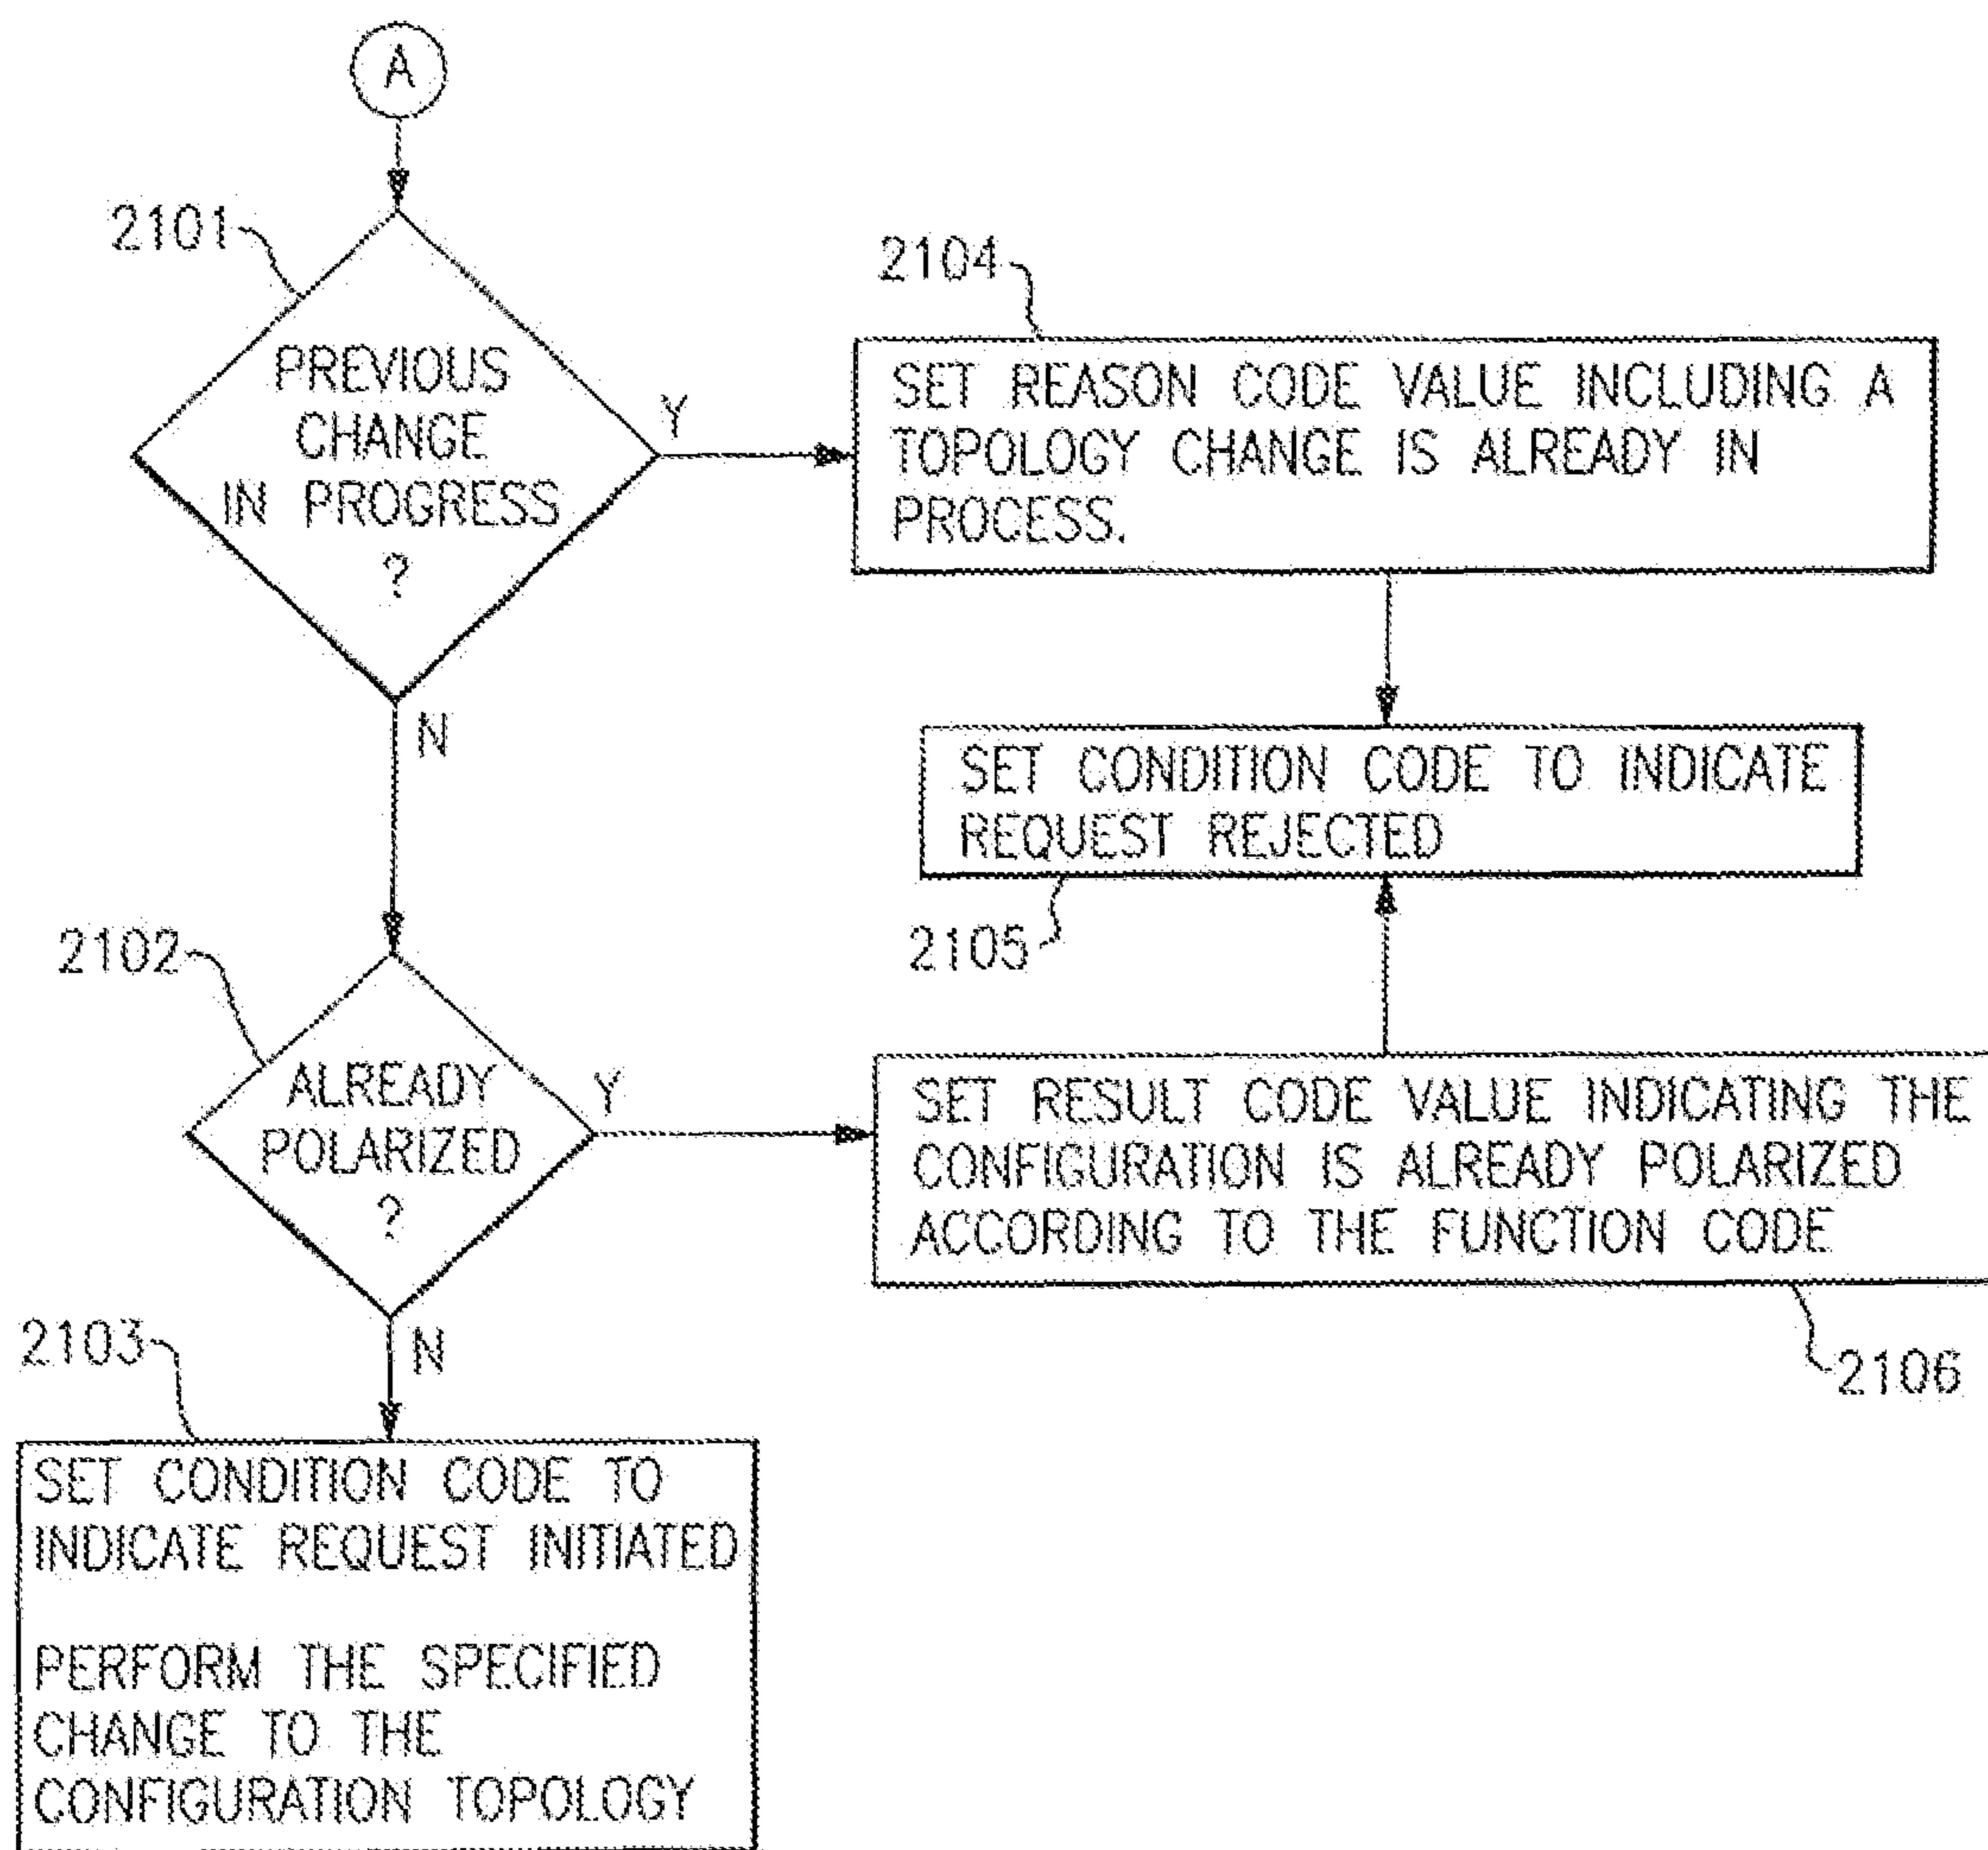 A
2101
PREVIOUS
CHANGE
IN PROGRESS
?
Y
N
2104
SET REASON CODE VALUE INCLUDING A
TOPOLOGY CHANGE IS ALREADY IN
PROCESS.
SET CONDITION CODE TO INDICATE
REQUEST REJECTED
2105
2102
ALREADY
POLARIZED
?
Y
N
SET RESULT CODE VALUE INDICATING THE
CONFIGURATION IS ALREADY POLARIZED
ACCORDING TO THE FUNCTION CODE
2106
2103
SET CONDITION CODE TO
INDICATE REQUEST INITIATED
PERFORM THE SPECIFIED
CHANGE TO THE
CONFIGURATION TOPOLOGY